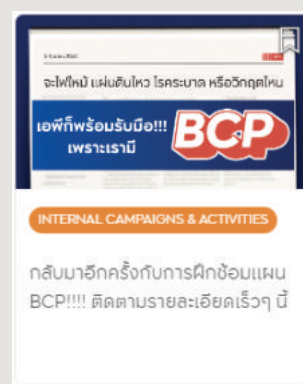 จะไฟไหม้ แผ่นดินไหว โรคระบาด หรือวิกฤตไหน
เอพีก็พร้อมรับมือ!!!
เพราะเรามี
BCP
INTERNAL CAMPAIGNS & ACTIVITIES
กลับมาอีกครั้งกับการฝึกซ้อมแผน
BCP!!!! ติดตามรายละเอียดเร็วๆ นี้